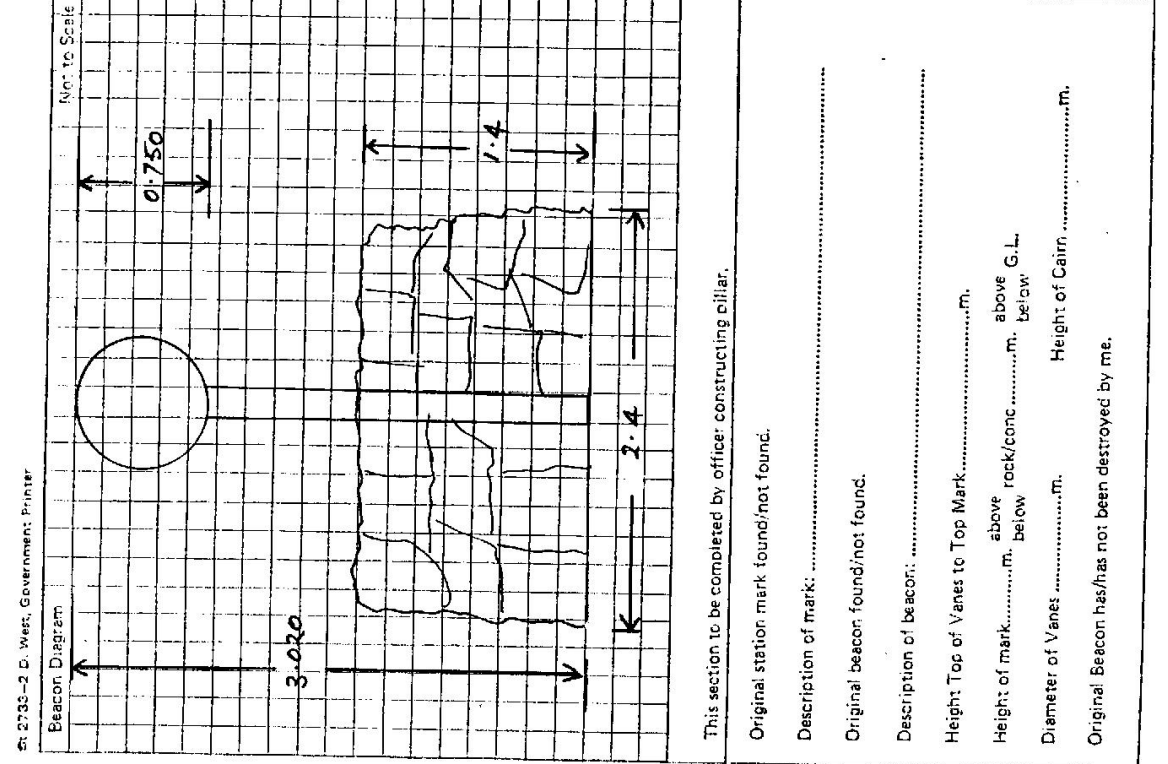 St 2733–2 D. West, Government Printer
Beacon Diagram
Not to Scale
0.750
3.020
1.4
2.4
This section to be completed by officer constructing pillar.
Original station mark found/not found.
Description of mark: ....................
Original beacon found/not found.
Description of beacon: ....................
Height Top of Vanes to Top Mark....................m.
Height of mark............m. above below rock/conc............m. above below G.L.
Diameter of Vanes ....................m. Height of Cairn ....................m.
Original Beacon has/has not been destroyed by me.